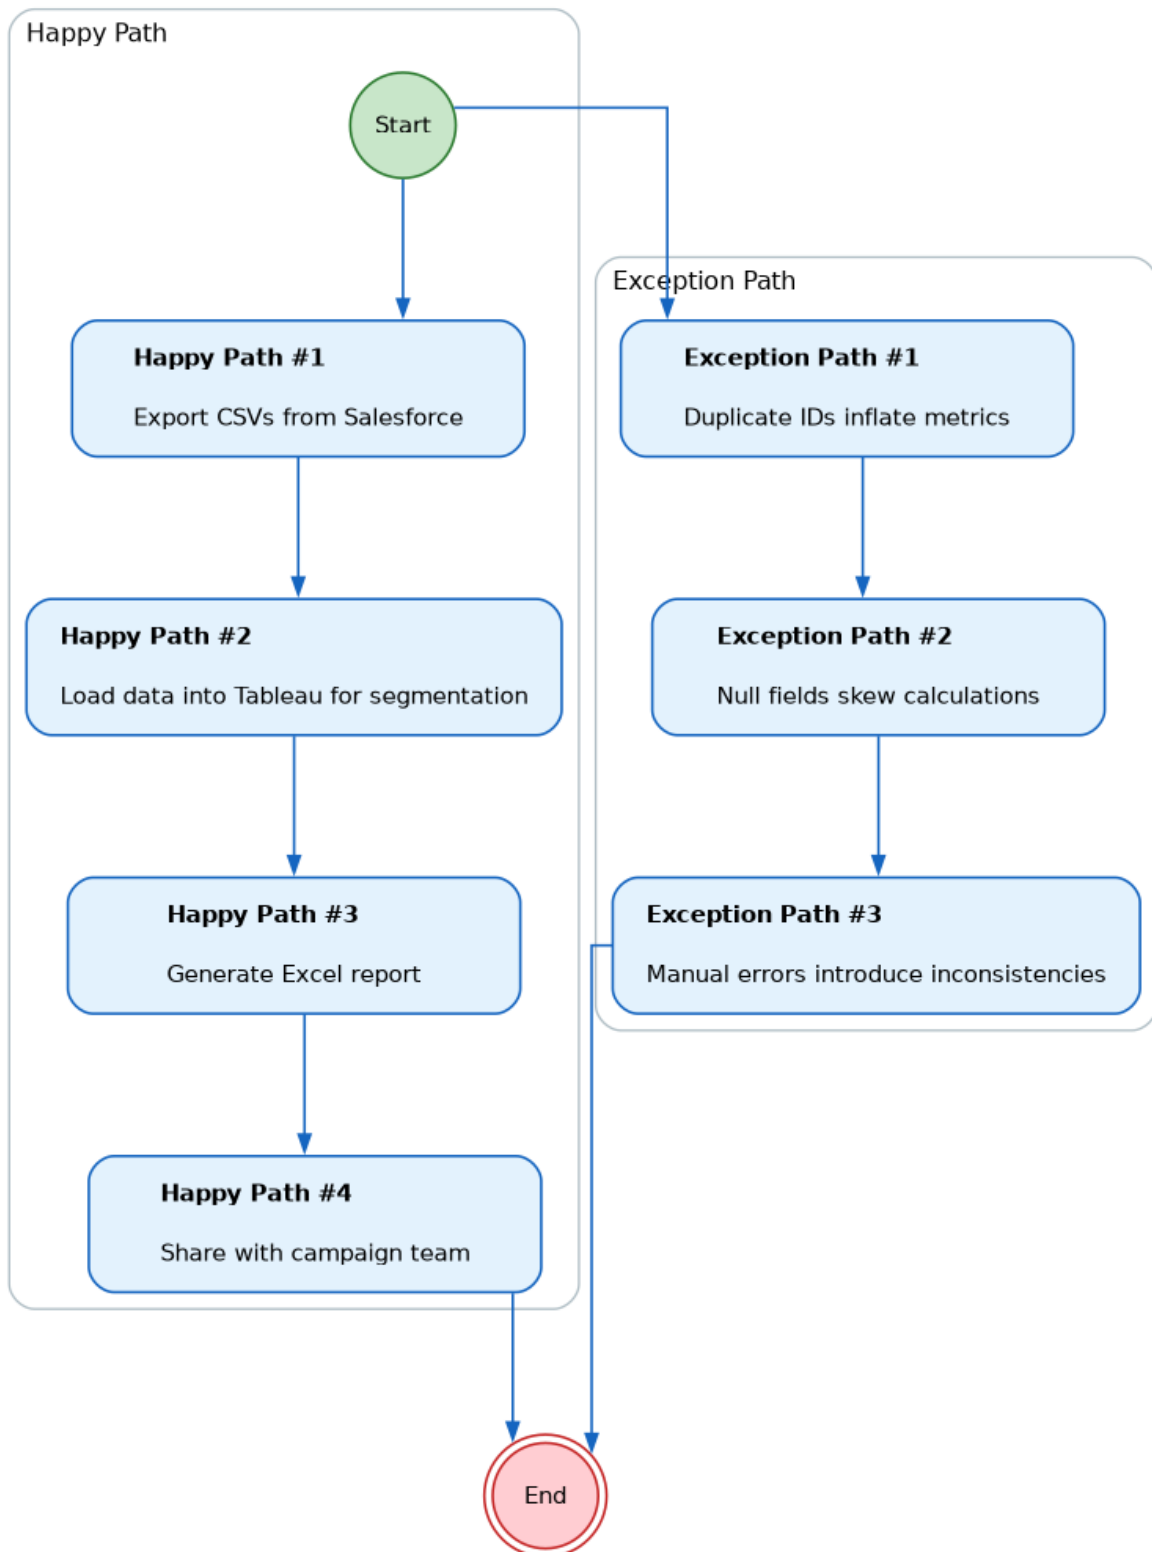 Happy Path
Start
Happy Path #1
Export CSVs from Salesforce
Happy Path #2
Load data into Tableau for segmentation
Happy Path #3
Generate Excel report
Happy Path #4
Share with campaign team
Exception Path
Exception Path #1
Duplicate IDs inflate metrics
Exception Path #2
Null fields skew calculations
Exception Path #3
Manual errors introduce inconsistencies
End